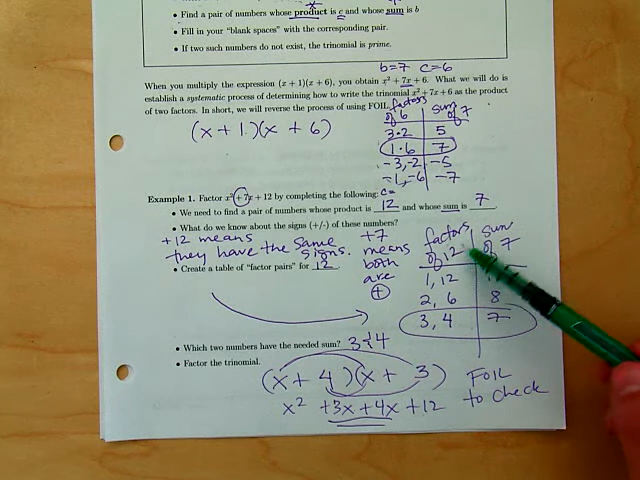 • Find a pair of numbers whose product is c and whose sum is b
• Fill in your "blank spaces" with the corresponding pair.
• If two such numbers do not exist, the trinomial is prime.
b=7 c=6
When you multiply the expression (x + 1)(x + 6), you obtain x² + 7x + 6. What we will do is
establish a systematic process of determining how to write the trinomial x² + 7x + 6 as the product
of two factors. In short, we will reverse the process of using FOIL.
(x + 1)(x + 6)
factors of 6 | sum of 7
3·2 | 5
1·6 | 7
-3,-2 | -5
-1,-6 | -7
Example 1. Factor x² + 7x + 12 by completing the following:
c=
• We need to find a pair of numbers whose product is 12 and whose sum is 7
• What do we know about the signs (+/-) of these numbers?
+12 means
they have the same
signs.
+7
means
both
are
+
• Create a table of "factor pairs" for 12.
factors of 12 | sum of 7
1, 12
2, 6 | 8
3, 4 | 7
• Which two numbers have the needed sum? 3 & 4
• Factor the trinomial.
(x + 4)(x + 3)
x² +3x+4x +12
FOIL
to check